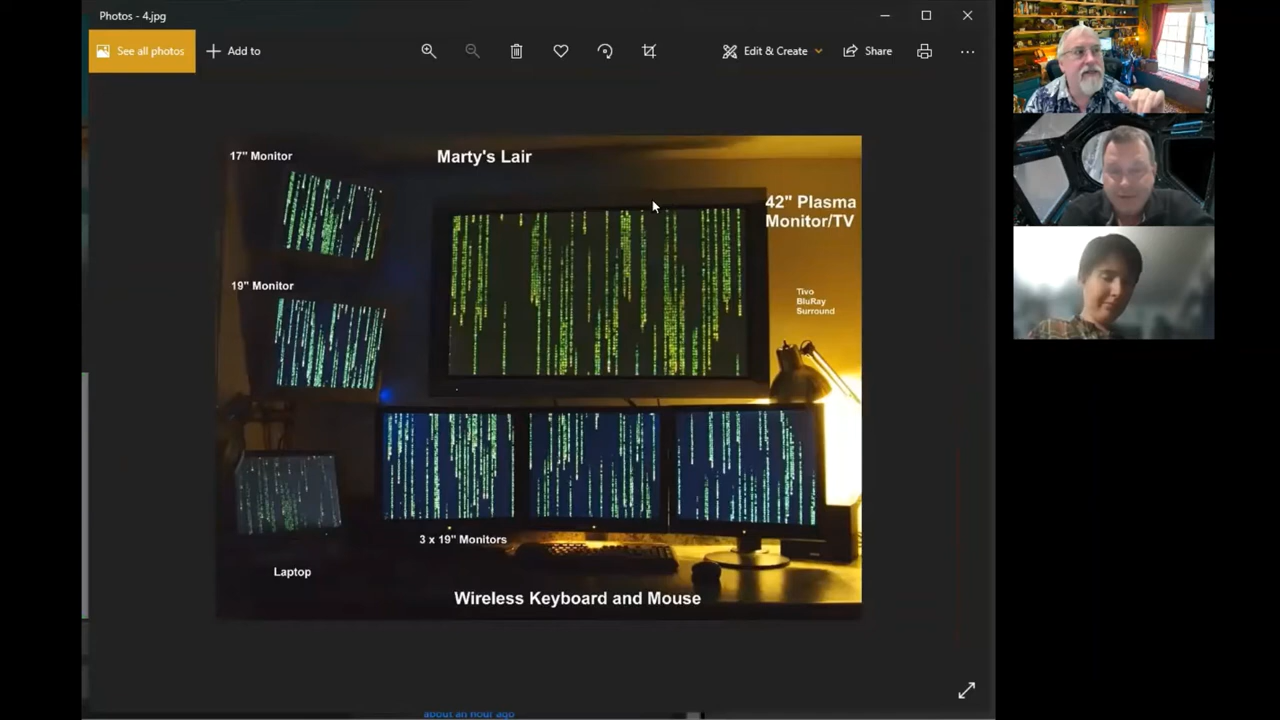 Photos - 4.jpg
See all photos
Add to
Edit & Create
Share
17" Monitor
Marty's Lair
42" Plasma
Monitor/TV
19" Monitor
Tivo
BluRay
Surround
3 x 19" Monitors
Laptop
Wireless Keyboard and Mouse
about an hour ago